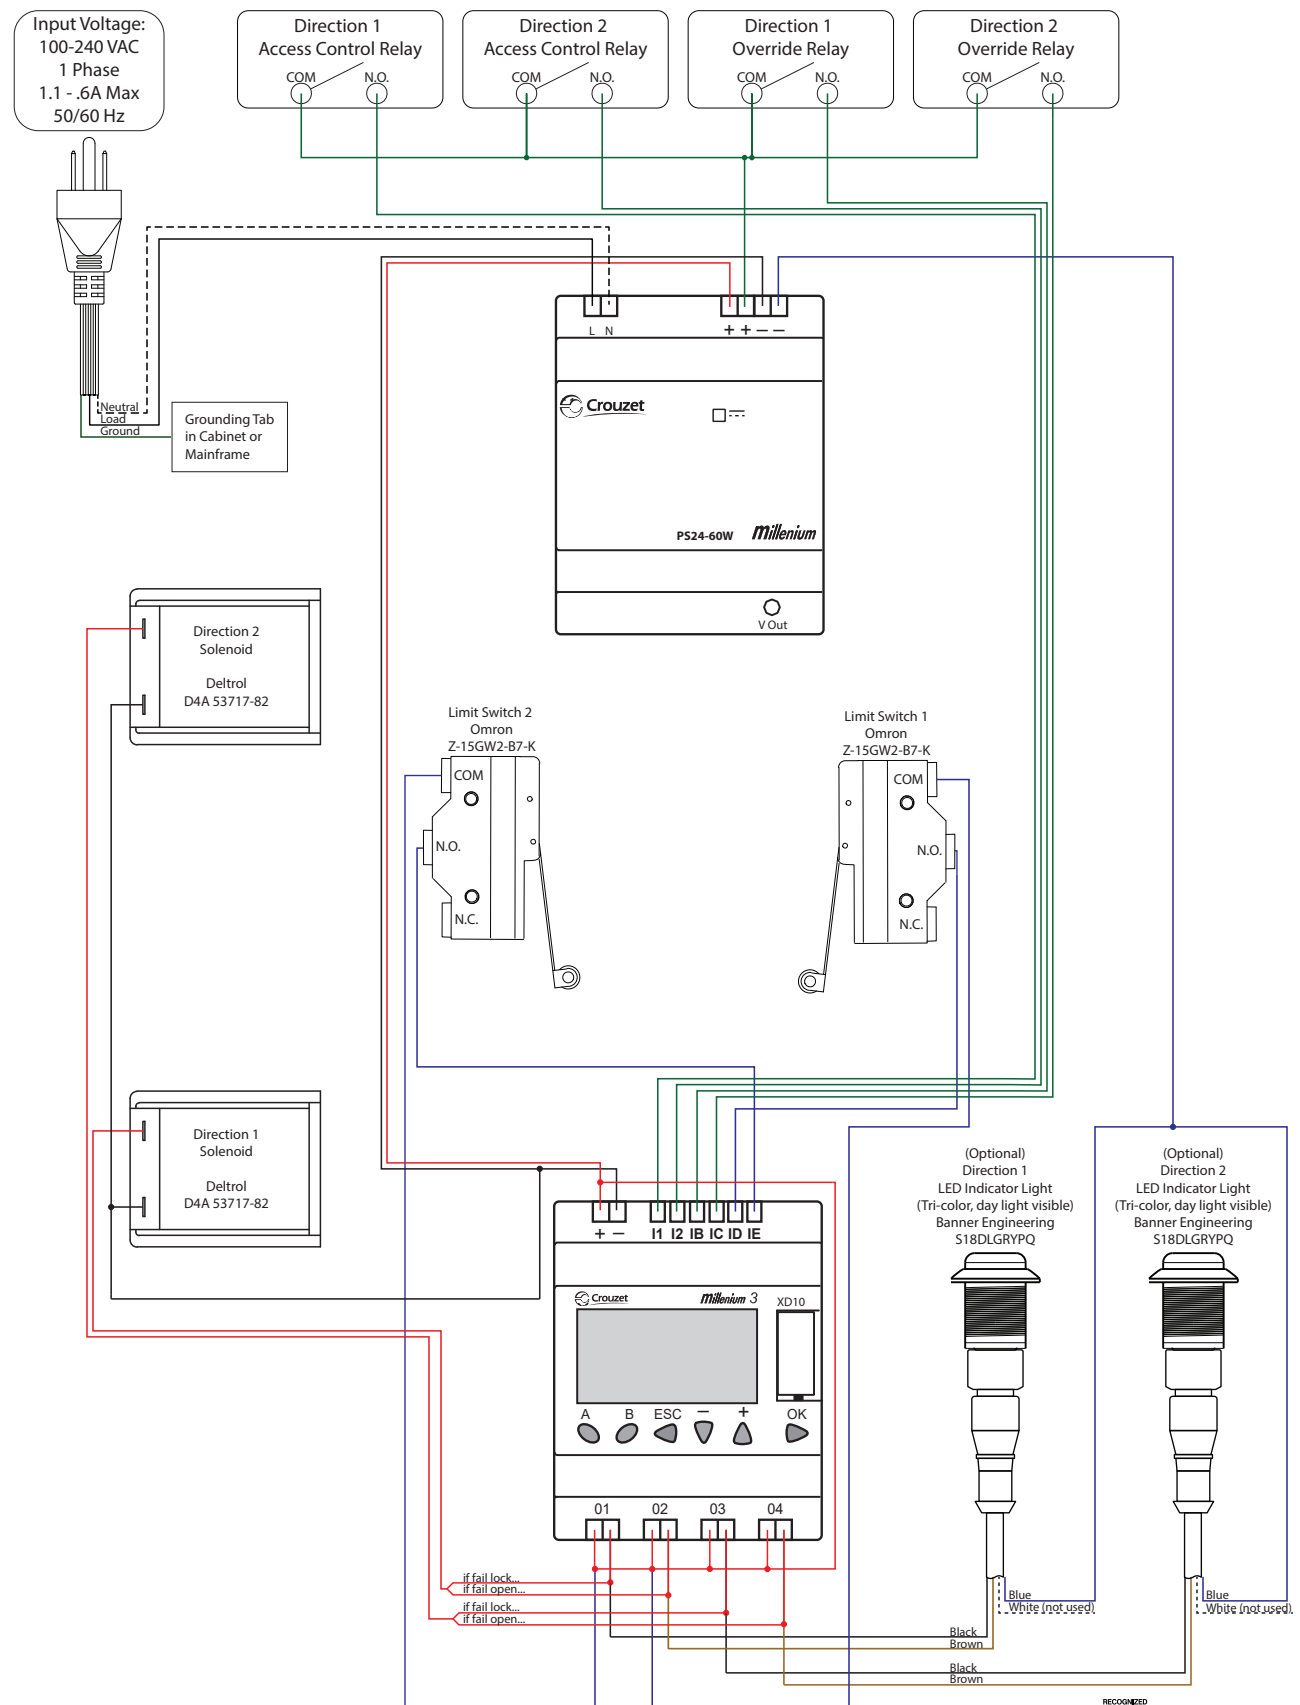 Input Voltage:
100-240 VAC
1 Phase
1.1 - .6A Max
50/60 Hz
Direction 1
Access Control Relay
COM
N.O.
Direction 2
Access Control Relay
COM
N.O.
Direction 1
Override Relay
COM
N.O.
Direction 2
Override Relay
COM
N.O.
L N
+ + — —
Neutral
Load
Ground
Grounding Tab
in Cabinet or
Mainframe
Crouzet
PS24-60W Millenium
V Out
Direction 2
Solenoid
Deltrol
D4A 53717-82
Limit Switch 2
Omron
Z-15GW2-B7-K
COM
N.O.
N.C.
Limit Switch 1
Omron
Z-15GW2-B7-K
COM
N.O.
N.C.
Direction 1
Solenoid
Deltrol
D4A 53717-82
+ — I1 I2 IB IC ID IE
Crouzet Millenium 3 XD10
A B ESC — + OK
01 02 03 04
(Optional)
Direction 1
LED Indicator Light
(Tri-color, day light visible)
Banner Engineering
S18DLGRYPQ
(Optional)
Direction 2
LED Indicator Light
(Tri-color, day light visible)
Banner Engineering
S18DLGRYPQ
if fail lock...
if fail open...
if fail lock...
if fail open...
Blue
White (not used)
Blue
White (not used)
Black
Brown
Black
Brown
RECOGNIZED